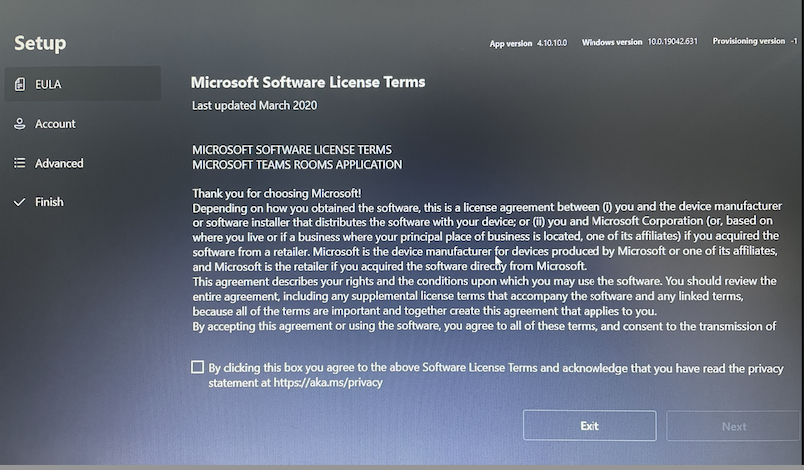 Setup
App version 4.10.10.0 Windows version 10.0.19042.631 Provisioning version -1
EULA
Account
Advanced
Finish
Microsoft Software License Terms
Last updated March 2020
MICROSOFT SOFTWARE LICENSE TERMS
MICROSOFT TEAMS ROOMS APPLICATION
Thank you for choosing Microsoft!
Depending on how you obtained the software, this is a license agreement between (i) you and the device manufacturer
or software installer that distributes the software with your device; or (ii) you and Microsoft Corporation (or, based on
where you live or if a business where your principal place of business is located, one of its affiliates) if you acquired the
software from a retailer. Microsoft is the device manufacturer for devices produced by Microsoft or one of its affiliates,
and Microsoft is the retailer if you acquired the software directly from Microsoft.
This agreement describes your rights and the conditions upon which you may use the software. You should review the
entire agreement, including any supplemental license terms that accompany the software and any linked terms,
because all of the terms are important and together create this agreement that applies to you.
By accepting this agreement or using the software, you agree to all of these terms, and consent to the transmission of
By clicking this box you agree to the above Software License Terms and acknowledge that you have read the privacy
statement at https://aka.ms/privacy
Exit
Next